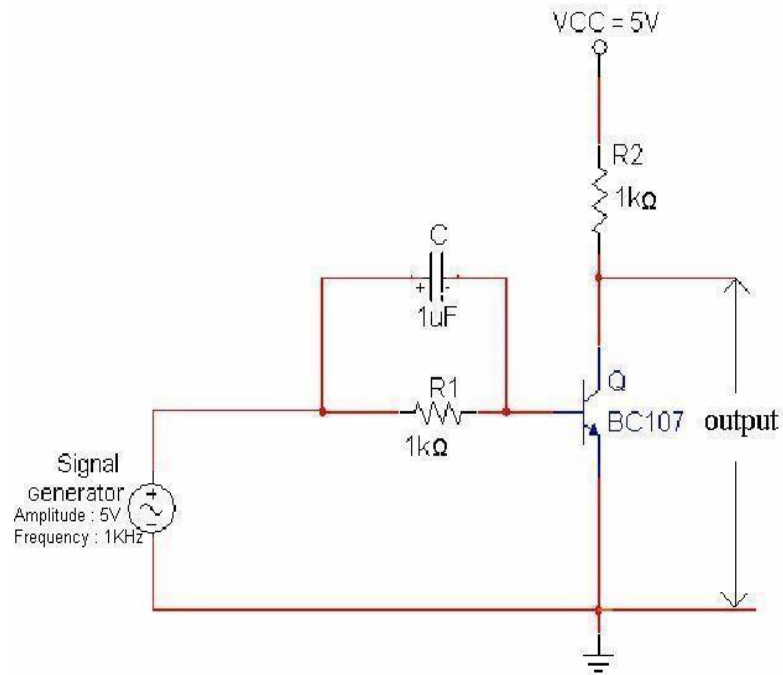 VCC = 5V
R2
1kΩ
C
+ -
1uF
R1
1kΩ
Q
BC107
output
Signal
Generator
Amplitude : 5V
Frequency : 1KHz
+